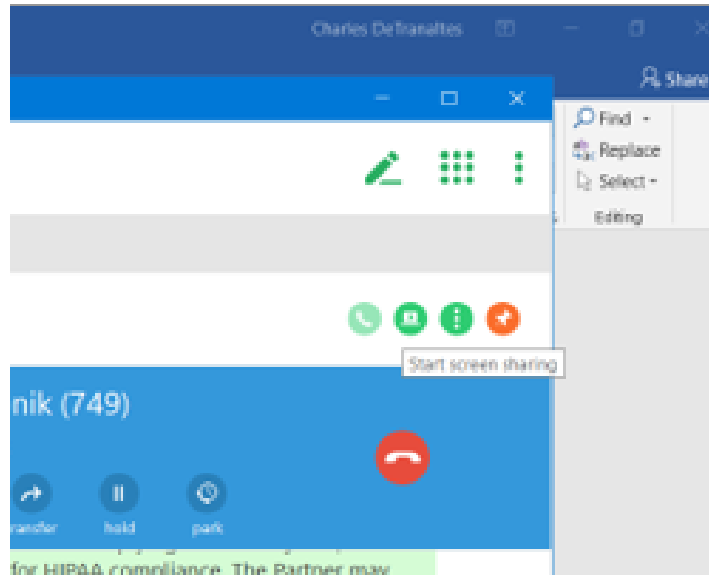 Charles DeTranaltes
Share
Find
Replace
Select
Editing
Start screen sharing
nik (749)
ransfer hold park
for HIPAA compliance. The Partner may